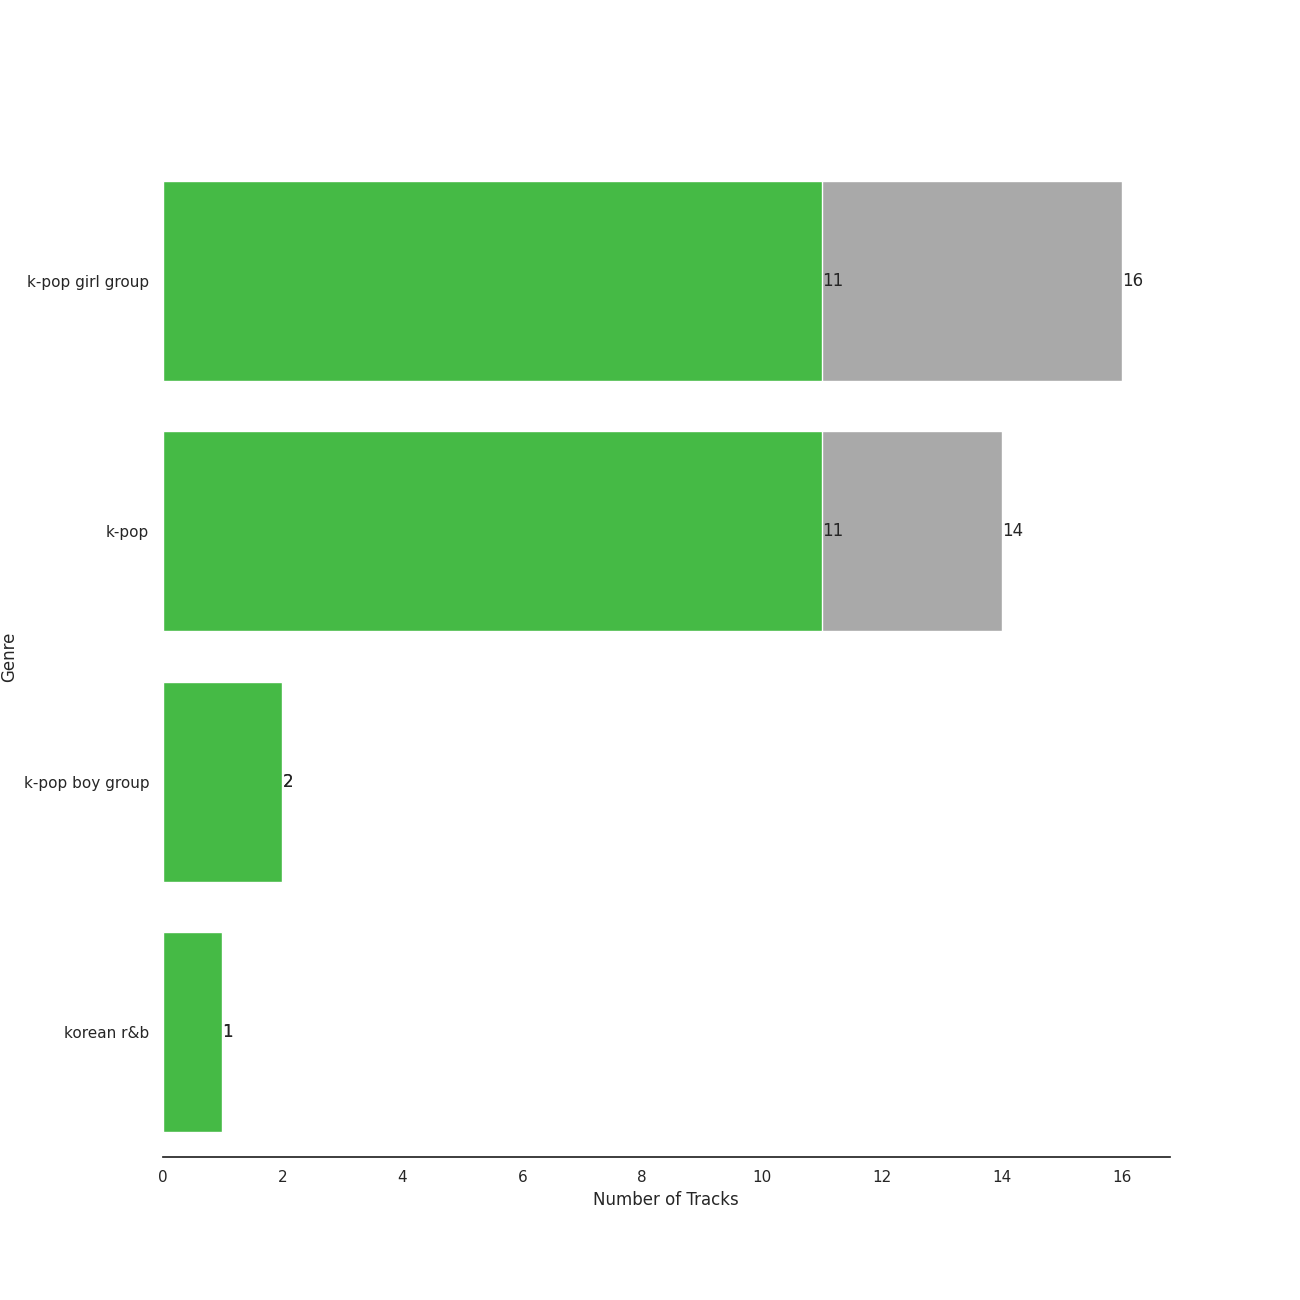 k-pop girl group
11
16
k-pop
11
14
Genre
k-pop boy group
2
korean r&b
1
0 2 4 6 8 10 12 14 16
Number of Tracks